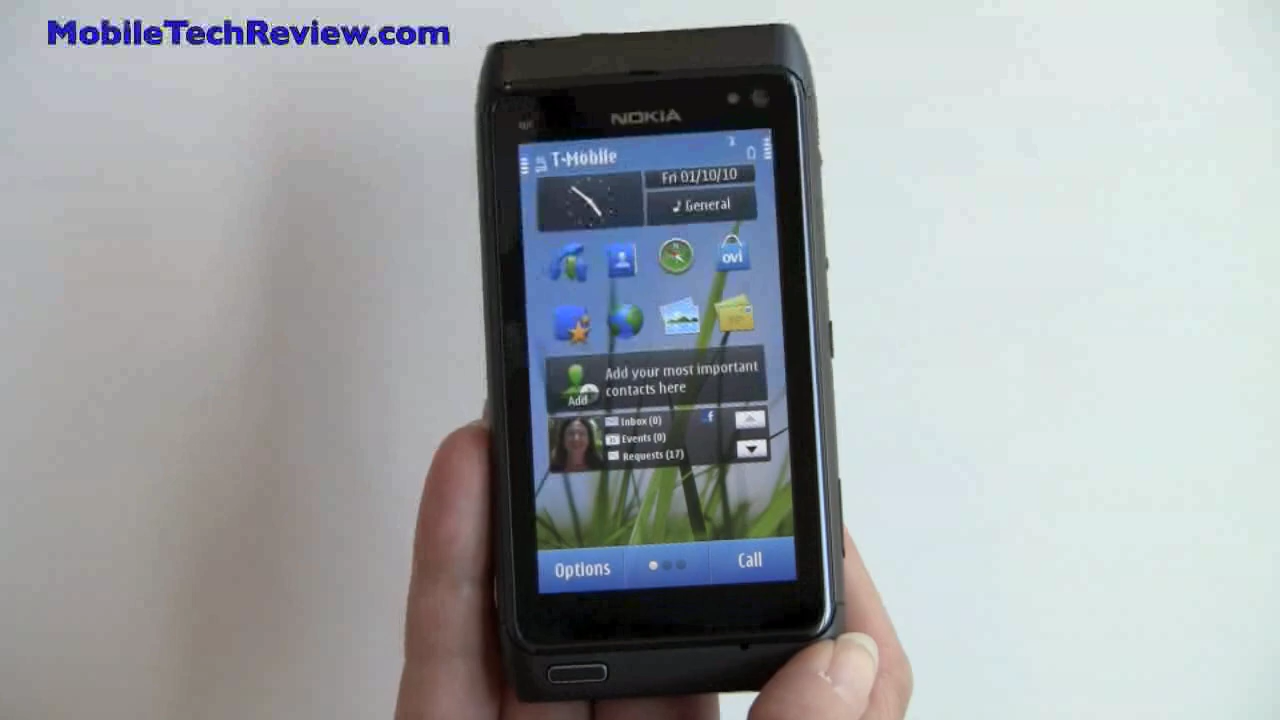 MobileTechReview.com
NOKIA
T-Mobile
Fri 01/10/10
General
ovi
Add your most important
contacts here
Add
Inbox (0)
f
Events (0)
Requests (17)
Options
Call